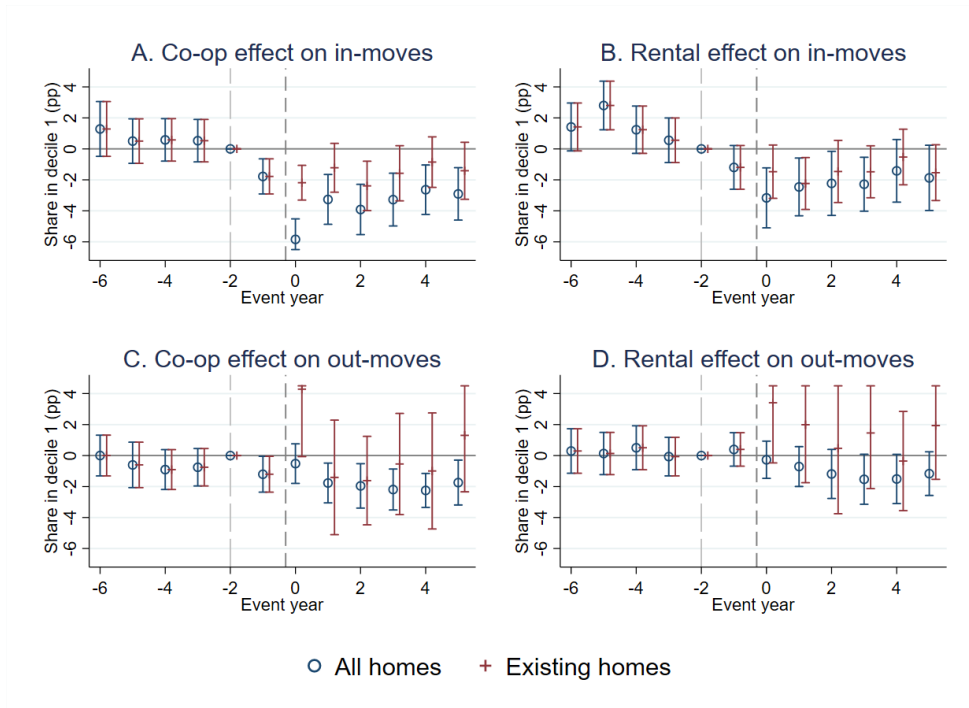 A. Co-op effect on in-moves
Share in decile 1 (pp)
4
2
0
-2
-4
-6
-6 -4 -2 0 2 4
Event year
B. Rental effect on in-moves
Share in decile 1 (pp)
4
2
0
-2
-4
-6
-6 -4 -2 0 2 4
Event year
C. Co-op effect on out-moves
Share in decile 1 (pp)
4
2
0
-2
-4
-6
-6 -4 -2 0 2 4
Event year
D. Rental effect on out-moves
Share in decile 1 (pp)
4
2
0
-2
-4
-6
-6 -4 -2 0 2 4
Event year
All homes Existing homes